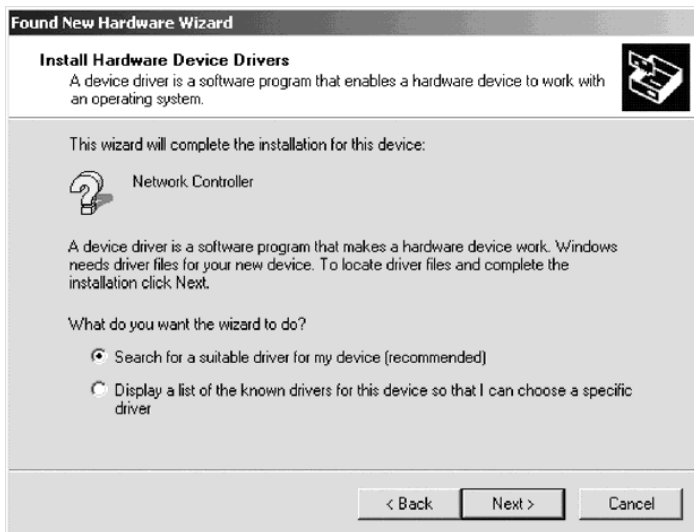 Found New Hardware Wizard
Install Hardware Device Drivers
A device driver is a software program that enables a hardware device to work with
an operating system.
This wizard will complete the installation for this device:
Network Controller
A device driver is a software program that makes a hardware device work. Windows
needs driver files for your new device. To locate driver files and complete the
installation click Next.
What do you want the wizard to do?
Search for a suitable driver for my device (recommended)
Display a list of the known drivers for this device so that I can choose a specific
driver
< Back
Next >
Cancel